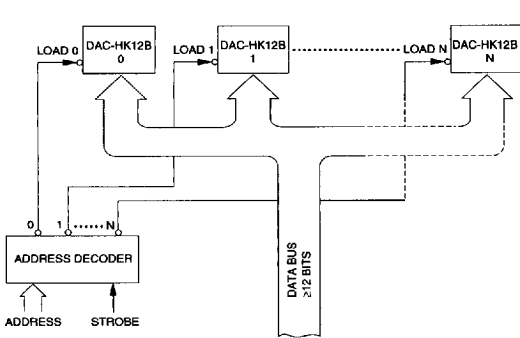 LOAD 0
DAC-HK12B
0
LOAD 1
DAC-HK12B
1
LOAD N
DAC-HK12B
N
0
1
N
ADDRESS DECODER
DATA BUS
≥12 BITS
ADDRESS
STROBE